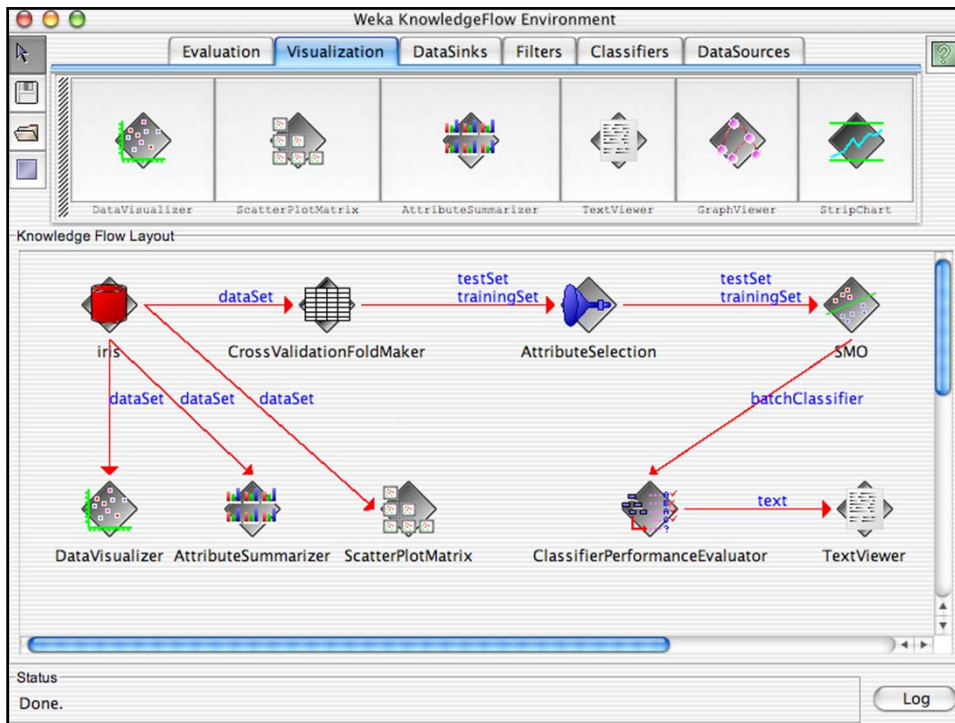 Weka KnowledgeFlow Environment
Evaluation Visualization DataSinks Filters Classifiers DataSources
DataVisualizer ScatterPlotMatrix AttributeSummarizer TextViewer GraphViewer StripChart
Knowledge Flow Layout
testSet testSet
dataSet trainingSet trainingSet
iris CrossValidationFoldMaker AttributeSelection SMO
dataSet dataSet dataSet batchClassifier
text
DataVisualizer AttributeSummarizer ScatterPlotMatrix ClassifierPerformanceEvaluator TextViewer
Status
Done.
Log